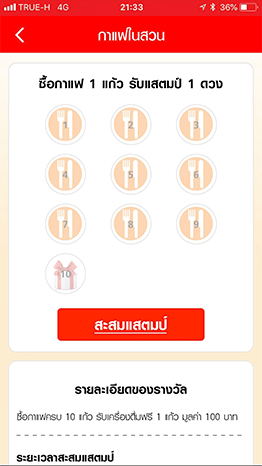 TRUE-H 4G 21:33 36%
กาแฟในสวน
ซื้อกาแฟ 1 แก้ว รับแสตมป์ 1 ดวง
1 2 3
4 5 6
7 8 9
10
สะสมแสตมป์
รายละเอียดของรางวัล
ซื้อกาแฟครบ 10 แก้ว รับเครื่องดื่มฟรี 1 แก้ว มูลค่า 100 บาท
ระยะเวลาสะสมแสตมป์